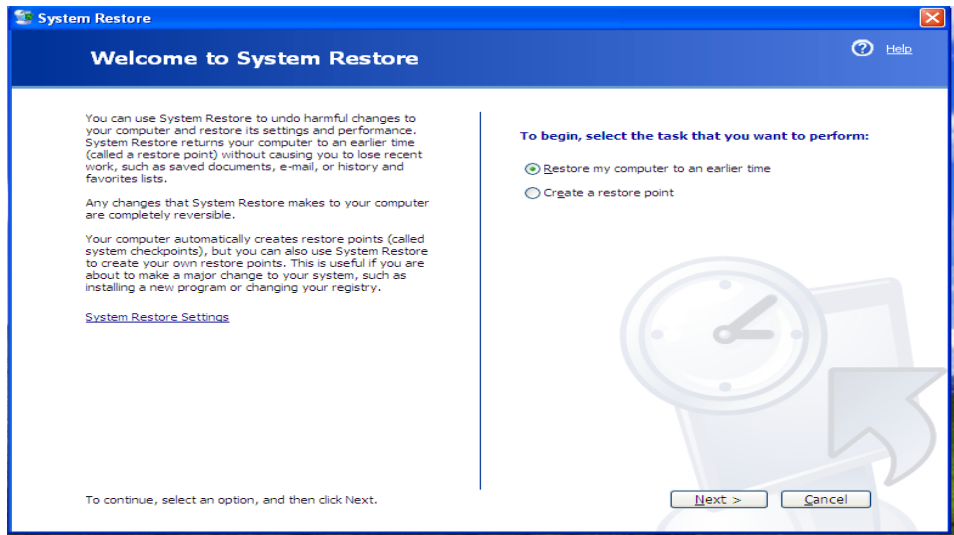 System Restore
Welcome to System Restore
Help
You can use System Restore to undo harmful changes to
your computer and restore its settings and performance.
System Restore returns your computer to an earlier time
(called a restore point) without causing you to lose recent
work, such as saved documents, e-mail, or history and
favorites lists.
Any changes that System Restore makes to your computer
are completely reversible.
Your computer automatically creates restore points (called
system checkpoints), but you can also use System Restore
to create your own restore points. This is useful if you are
about to make a major change to your system, such as
installing a new program or changing your registry.
System Restore Settings
To begin, select the task that you want to perform:
Restore my computer to an earlier time
Create a restore point
To continue, select an option, and then click Next.
Next >
Cancel